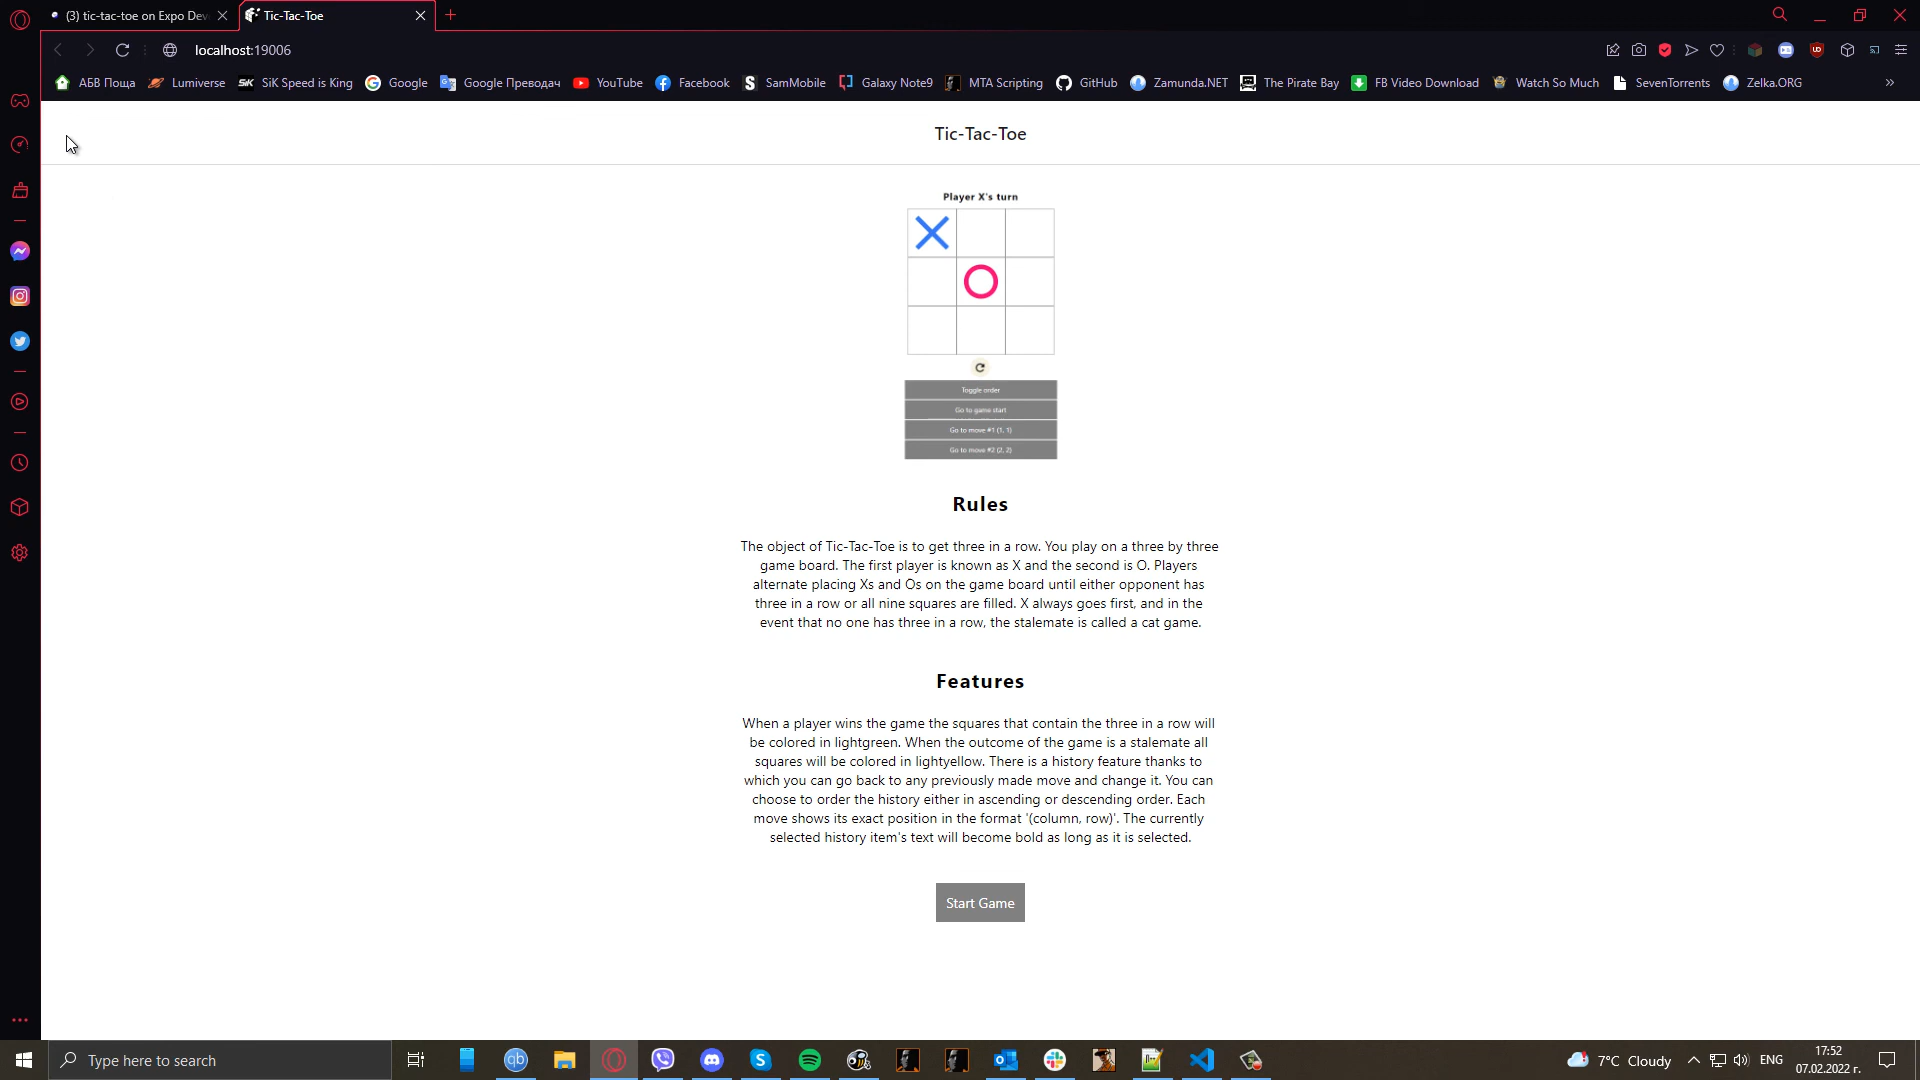 (3) tic-tac-toe on Expo Dev
Tic-Tac-Toe
localhost:19006
АБВ Поща
Lumiverse
SiK Speed is King
Google
Google Преводач
YouTube
Facebook
SamMobile
Galaxy Note9
MTA Scripting
GitHub
Zamunda.NET
The Pirate Bay
FB Video Download
Watch So Much
SevenTorrents
Zelka.ORG
Tic-Tac-Toe
Player X's turn
Toggle order
Go to game start
Go to move #1 (1, 1)
Go to move #2 (2, 2)
Rules
The object of Tic-Tac-Toe is to get three in a row. You play on a three by three
game board. The first player is known as X and the second is O. Players
alternate placing Xs and Os on the game board until either opponent has
three in a row or all nine squares are filled. X always goes first, and in the
event that no one has three in a row, the stalemate is called a cat game.
Features
When a player wins the game the squares that contain the three in a row will
be colored in lightgreen. When the outcome of the game is a stalemate all
squares will be colored in lightyellow. There is a history feature thanks to
which you can go back to any previously made move and change it. You can
choose to order the history either in ascending or descending order. Each
move shows its exact position in the format '(column, row)'. The currently
selected history item's text will become bold as long as it is selected.
Start Game
Type here to search
7°C Cloudy
ENG
17:52
07.02.2022 г.